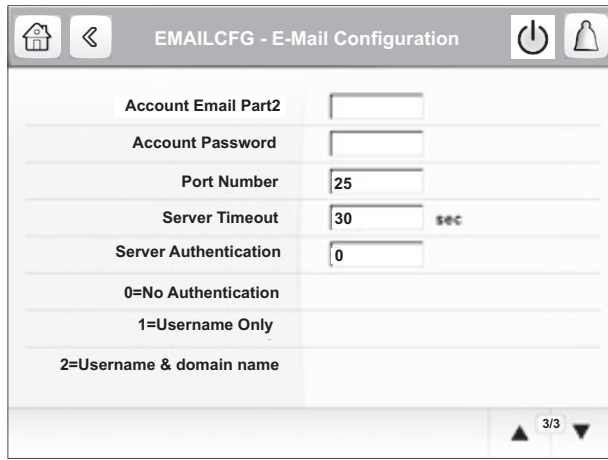 EMAILCFG - E-Mail Configuration
Account Email Part2
Account Password
Port Number 25
Server Timeout 30 sec
Server Authentication 0
0=No Authentication
1=Username Only
2=Username & domain name
3/3